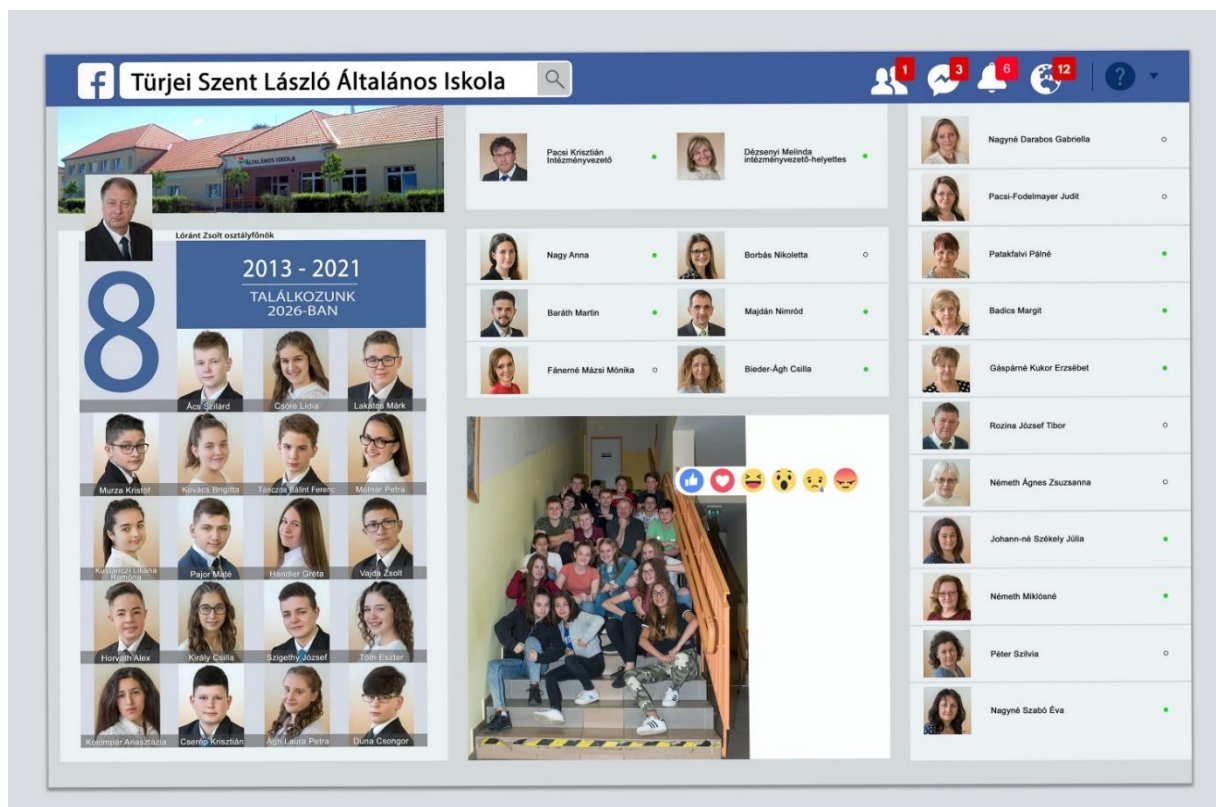 f
Türjei Szent László Általános Iskola
1
3
6
12
?
ÁLTALÁNOS ISKOLA
Lóránt Zsolt osztályfőnök
8
2013 - 2021
TALÁLKOZUNK
2026-BAN
Ács Szilárd
Csőre Lídia
Lakatos Márk
Murza Kristóf
Kovács Brigitta
Tánczos Bálint Ferenc
Molnár Petra
Liliána
Ramóna
Pajor Máté
Handler Gréta
Vajda Zsolt
Horváth Alex
Király Csilla
Szigethy József
Tóth Eszter
Kolompár Anasztázia
Cserép Krisztián
Ágh Laura Petra
Duna Csongor
Pacsi Krisztián
Intézményvezető
Dézsenyi Melinda
intézményvezető-helyettes
Nagy Anna
Borbás Nikoletta
Baráth Martin
Majdán Nimród
Fánerné Mázsi Mónika
Bieder-Ágh Csilla
Nagyné Darabos Gabriella
Pacsi-Fodelmayer Judit
Patakfalvi Pálné
Badics Margit
Gáspárné Kukor Erzsébet
Rozina József Tibor
Németh Ágnes Zsuzsanna
Johann-né Székely Júlia
Németh Miklósné
Péter Szilvia
Nagyné Szabó Éva